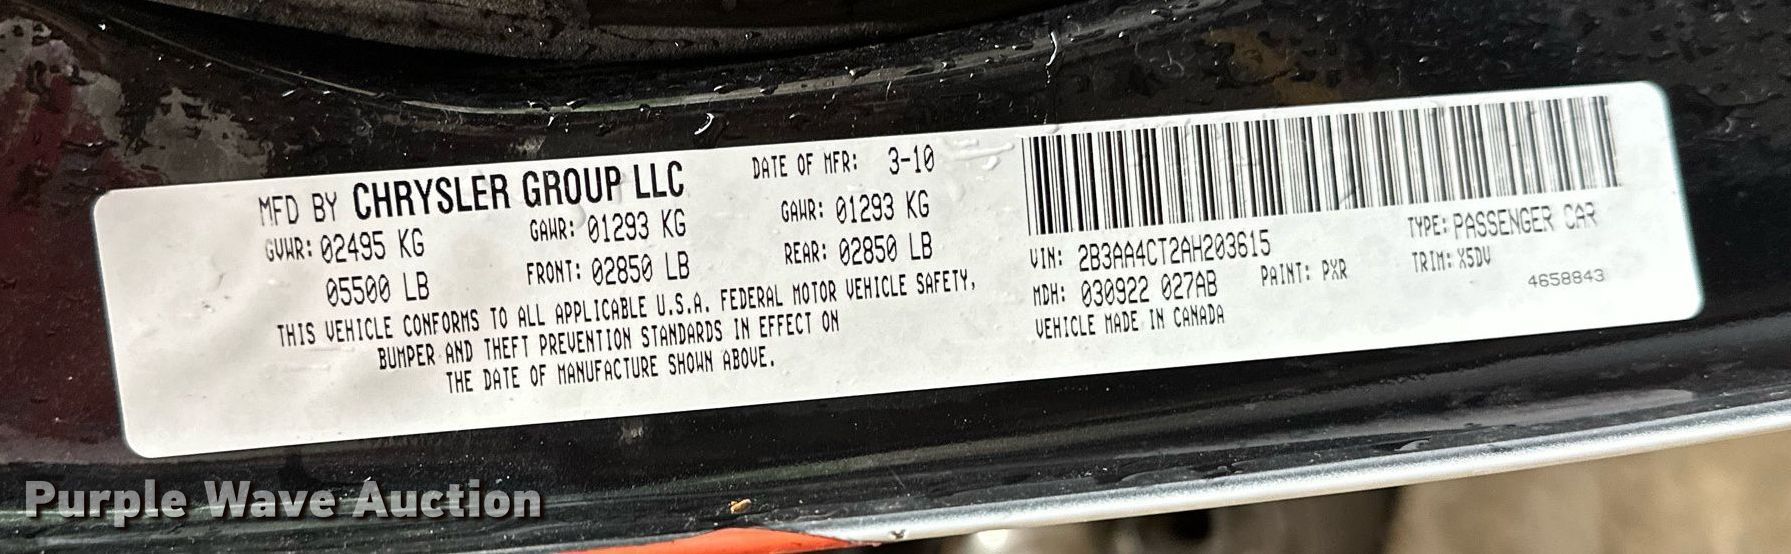 MFD BY CHRYSLER GROUP LLC
DATE OF MFR: 3-10
GVWR: 02495 KG
GAWR: 01293 KG
GAWR: 01293 KG
05500 LB
FRONT: 02850 LB
REAR: 02850 LB
THIS VEHICLE CONFORMS TO ALL APPLICABLE U.S.A. FEDERAL MOTOR VEHICLE SAFETY,
BUMPER AND THEFT PREVENTION STANDARDS IN EFFECT ON
THE DATE OF MANUFACTURE SHOWN ABOVE.
VIN: 2B3AA4CT2AH203615
TYPE: PASSENGER CAR
MDH: 030922 027AB
PAINT: PXR
TRIM: X5DV
VEHICLE MADE IN CANADA
4658843
Purple Wave Auction